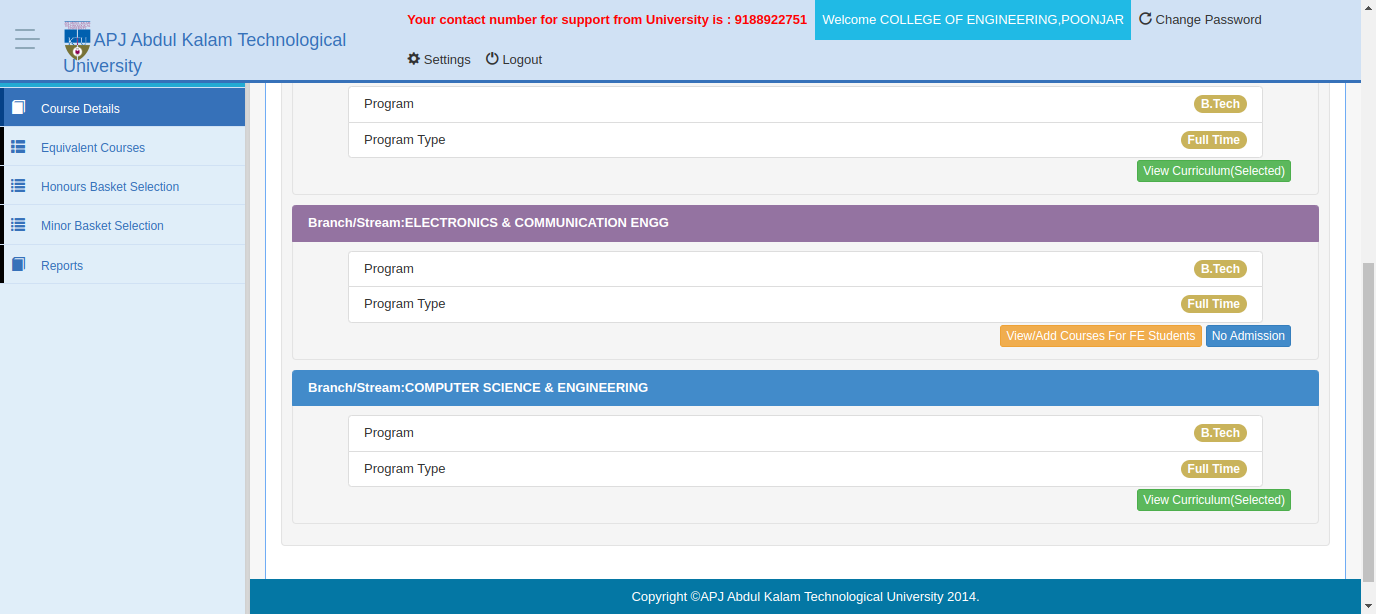 Your contact number for support from University is : 9188922751
Welcome COLLEGE OF ENGINEERING,POONJAR
Change Password
APJ Abdul Kalam Technological
University
Settings
Logout
Course Details
Equivalent Courses
Honours Basket Selection
Minor Basket Selection
Reports
Program B.Tech
Program Type Full Time
View Curriculum(Selected)
Branch/Stream:ELECTRONICS & COMMUNICATION ENGG
Program B.Tech
Program Type Full Time
View/Add Courses For FE Students No Admission
Branch/Stream:COMPUTER SCIENCE & ENGINEERING
Program B.Tech
Program Type Full Time
View Curriculum(Selected)
Copyright ©APJ Abdul Kalam Technological University 2014.